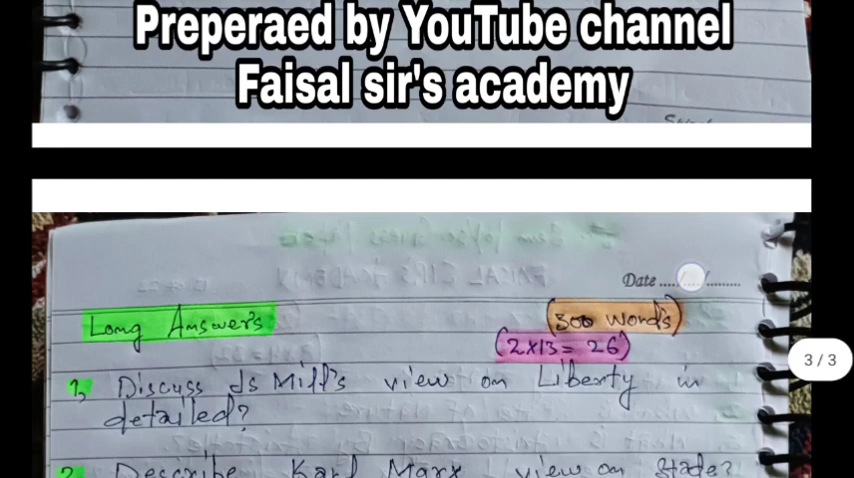 Preperaed by YouTube channel
Faisal sir's academy
Date
Long Answers
(300 words)
(2x13 = 26)
1, Discuss Js Mill's view on Liberty in
detailed?
2 Describe Karl Marx view on State?
3 / 3